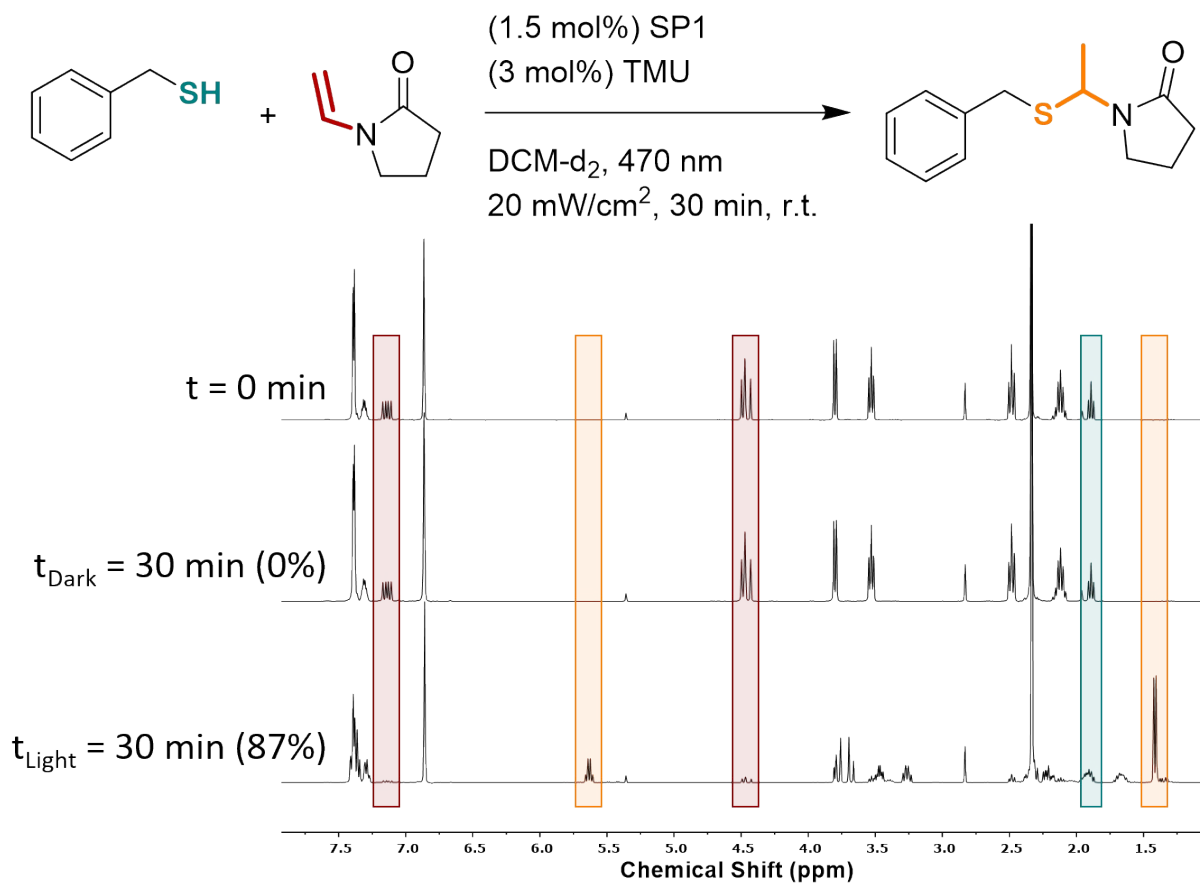 (1.5 mol%) SP1
(3 mol%) TMU
SH
+
N
O
DCM-d2, 470 nm
20 mW/cm², 30 min, r.t.
S
N
O
t = 0 min
tDark = 30 min (0%)
tLight = 30 min (87%)
7.5 7.0 6.5 6.0 5.5 5.0 4.5 4.0 3.5 3.0 2.5 2.0 1.5
Chemical Shift (ppm)